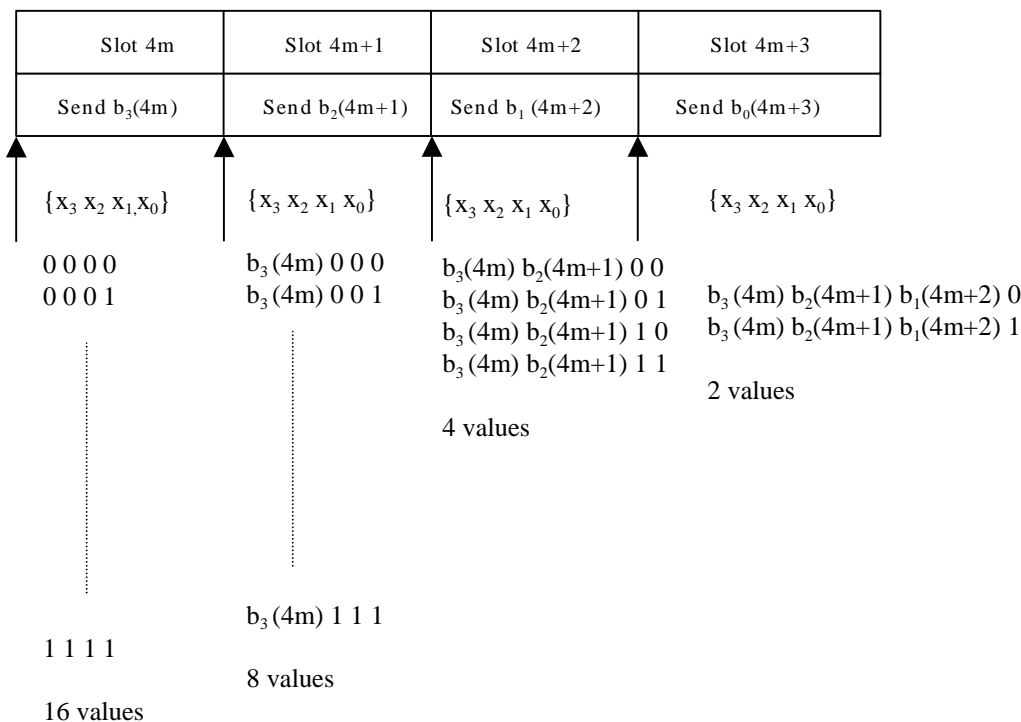 Slot 4m Slot 4m+1 Slot 4m+2 Slot 4m+3
Send b₃(4m) Send b₂(4m+1) Send b₁ (4m+2) Send b₀(4m+3)
{x₃ x₂ x₁,x₀} {x₃ x₂ x₁ x₀} {x₃ x₂ x₁ x₀} {x₃ x₂ x₁ x₀}
0 0 0 0
0 0 0 1
1 1 1 1
16 values
b₃(4m) 0 0 0
b₃(4m) 0 0 1
b₃(4m) 1 1 1
8 values
b₃(4m) b₂(4m+1) 0 0
b₃(4m) b₂(4m+1) 0 1
b₃(4m) b₂(4m+1) 1 0
b₃(4m) b₂(4m+1) 1 1
4 values
b₃(4m) b₂(4m+1) b₁(4m+2) 0
b₃(4m) b₂(4m+1) b₁(4m+2) 1
2 values